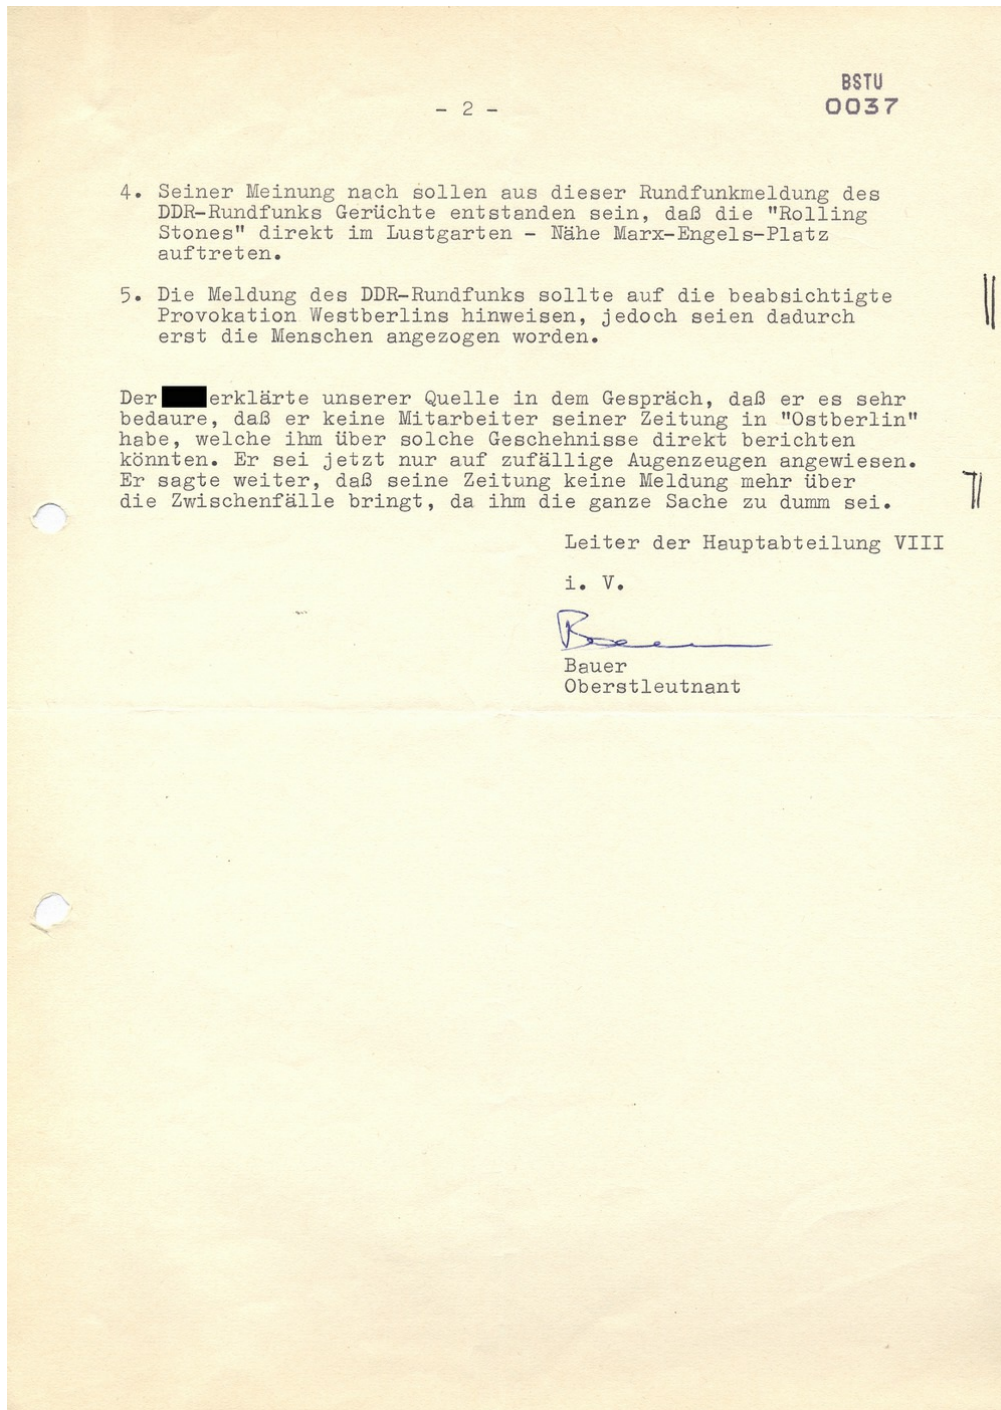 BSTU
0037
- 2 -
4. Seiner Meinung nach sollen aus dieser Rundfunkmeldung des
DDR-Rundfunks Gerüchte entstanden sein, daß die "Rolling
Stones" direkt im Lustgarten - Nähe Marx-Engels-Platz
auftreten.
5. Die Meldung des DDR-Rundfunks sollte auf die beabsichtigte
Provokation Westberlins hinweisen, jedoch seien dadurch
erst die Menschen angezogen worden.
Der erklärte unserer Quelle in dem Gespräch, daß er es sehr
bedaure, daß er keine Mitarbeiter seiner Zeitung in "Ostberlin"
habe, welche ihm über solche Geschehnisse direkt berichten
könnten. Er sei jetzt nur auf zufällige Augenzeugen angewiesen.
Er sagte weiter, daß seine Zeitung keine Meldung mehr über
die Zwischenfälle bringt, da ihm die ganze Sache zu dumm sei.
Leiter der Hauptabteilung VIII
i. V.
Bauer
Oberstleutnant